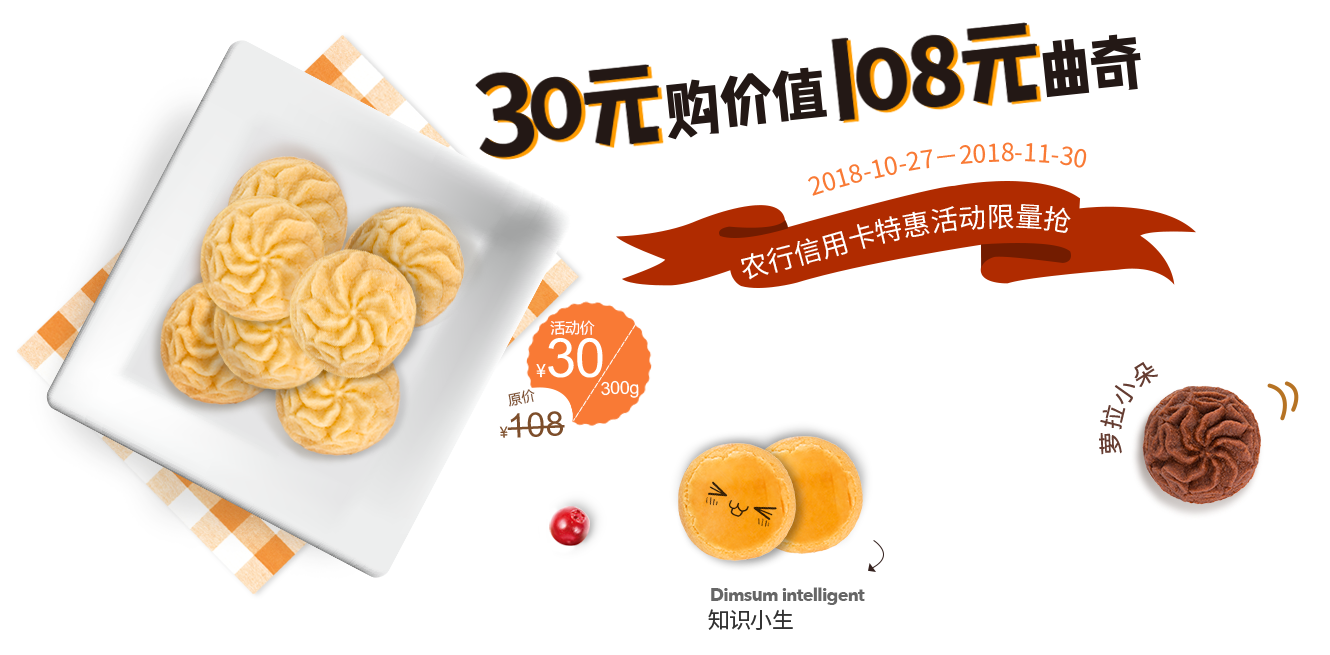 30元购价值108元曲奇
2018-10-27－2018-11-30
农行信用卡特惠活动限量抢
活动价
¥30
300g
原价
¥108
萝拉小朵
Dimsum intelligent
知识小生